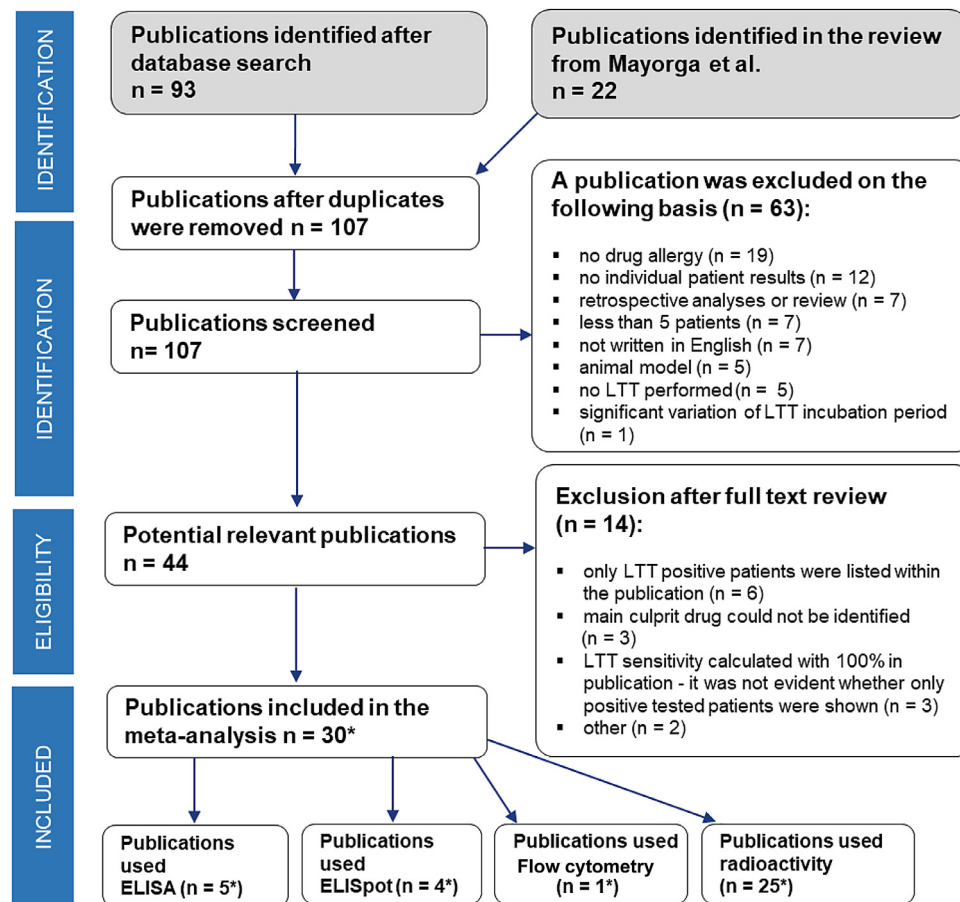 IDENTIFICATION
Publications identified after
database search
n = 93
Publications identified in the review
from Mayorga et al.
n = 22
Publications after duplicates
were removed n = 107
IDENTIFICATION
Publications screened
n= 107
A publication was excluded on the
following basis (n = 63):
▪ no drug allergy (n = 19)
▪ no individual patient results (n = 12)
▪ retrospective analyses or review (n = 7)
▪ less than 5 patients (n = 7)
▪ not written in English (n = 7)
▪ animal model (n = 5)
▪ no LTT performed (n = 5)
▪ significant variation of LTT incubation period
(n = 1)
ELIGIBILITY
Potential relevant publications
n = 44
Exclusion after full text review
(n = 14):
▪ only LTT positive patients were listed within
the publication (n = 6)
▪ main culprit drug could not be identified
(n = 3)
▪ LTT sensitivity calculated with 100% in
publication - it was not evident whether only
positive tested patients were shown (n = 3)
▪ other (n = 2)
INCLUDED
Publications included in the
meta-analysis n = 30*
Publications
used
ELISA (n = 5*)
Publications
used
ELISpot (n = 4*)
Publications used
Flow cytometry
(n = 1*)
Publications used
radioactivity
(n = 25*)